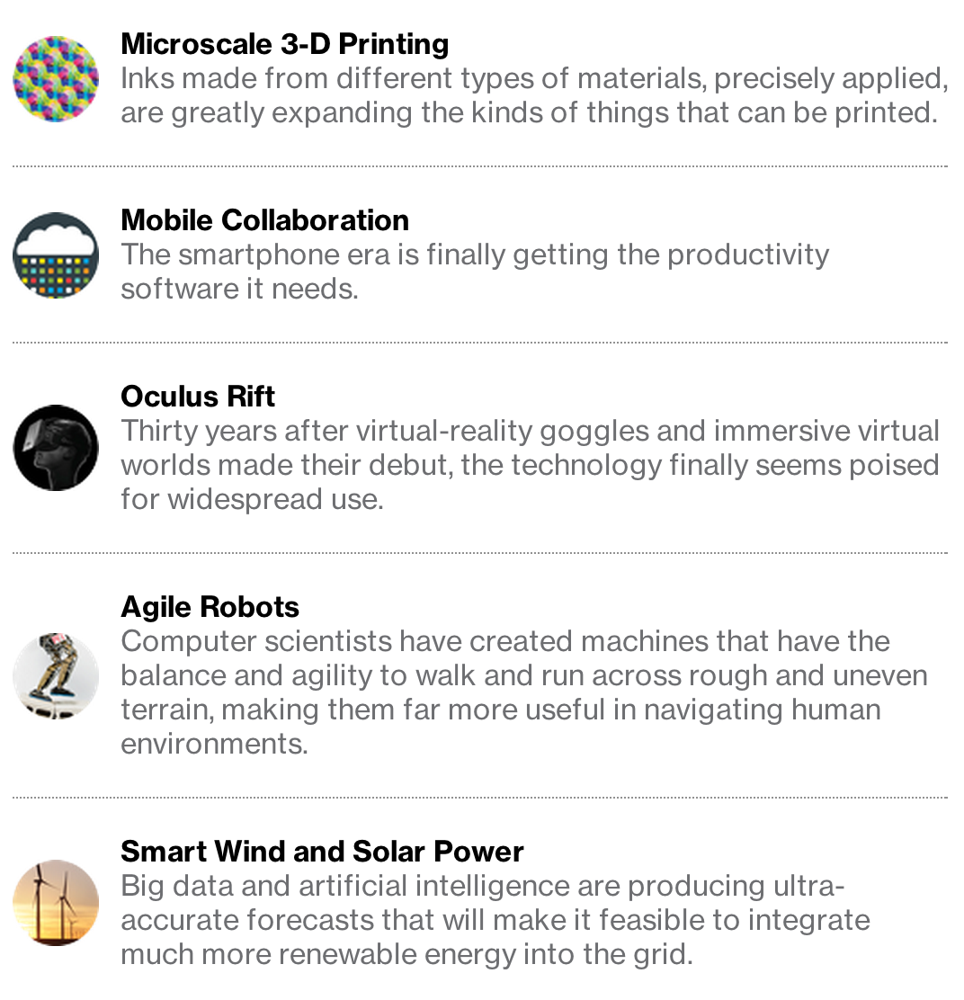 Microscale 3-D Printing
Inks made from different types of materials, precisely applied,
are greatly expanding the kinds of things that can be printed.
Mobile Collaboration
The smartphone era is finally getting the productivity
software it needs.
Oculus Rift
Thirty years after virtual-reality goggles and immersive virtual
worlds made their debut, the technology finally seems poised
for widespread use.
Agile Robots
Computer scientists have created machines that have the
balance and agility to walk and run across rough and uneven
terrain, making them far more useful in navigating human
environments.
Smart Wind and Solar Power
Big data and artificial intelligence are producing ultra-
accurate forecasts that will make it feasible to integrate
much more renewable energy into the grid.